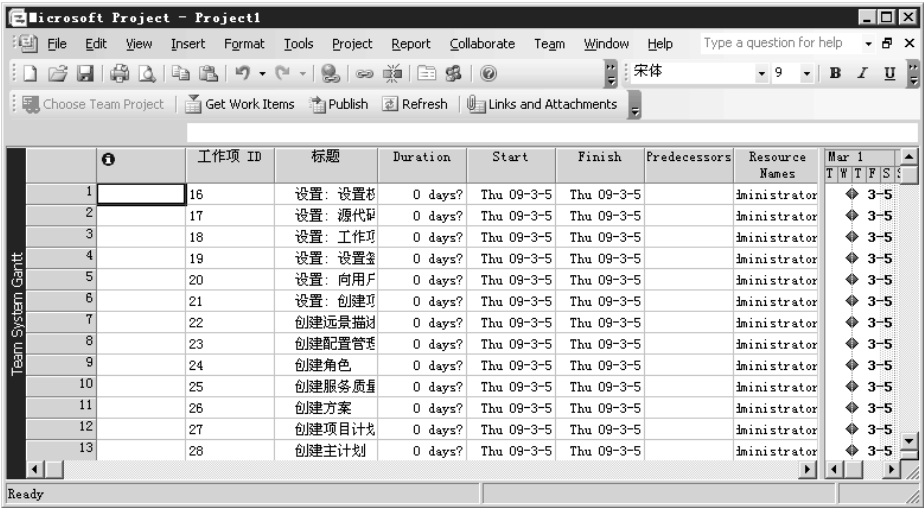 Microsoft Project - Project1
File Edit View Insert Format Tools Project Report Collaborate Team Window Help Type a question for help
宋体 9 B I U
Choose Team Project Get Work Items Publish Refresh Links and Attachments
工作项 ID 标题 Duration Start Finish Predecessors Resource Names Mar 1
T W T F S S
1 16 设置: 设置权 0 days? Thu 09-3-5 Thu 09-3-5 dministrator 3-5
2 17 设置: 源代码 0 days? Thu 09-3-5 Thu 09-3-5 dministrator 3-5
3 18 设置: 工作项 0 days? Thu 09-3-5 Thu 09-3-5 dministrator 3-5
4 19 设置: 设置签 0 days? Thu 09-3-5 Thu 09-3-5 dministrator 3-5
5 20 设置: 向用户 0 days? Thu 09-3-5 Thu 09-3-5 dministrator 3-5
6 21 设置: 创建项 0 days? Thu 09-3-5 Thu 09-3-5 dministrator 3-5
7 22 创建远景描述 0 days? Thu 09-3-5 Thu 09-3-5 dministrator 3-5
8 23 创建配置管理 0 days? Thu 09-3-5 Thu 09-3-5 dministrator 3-5
9 24 创建角色 0 days? Thu 09-3-5 Thu 09-3-5 dministrator 3-5
10 25 创建服务质量 0 days? Thu 09-3-5 Thu 09-3-5 dministrator 3-5
11 26 创建方案 0 days? Thu 09-3-5 Thu 09-3-5 dministrator 3-5
12 27 创建项目计划 0 days? Thu 09-3-5 Thu 09-3-5 dministrator 3-5
13 28 创建主计划 0 days? Thu 09-3-5 Thu 09-3-5 dministrator 3-5
Team System Gantt
Ready